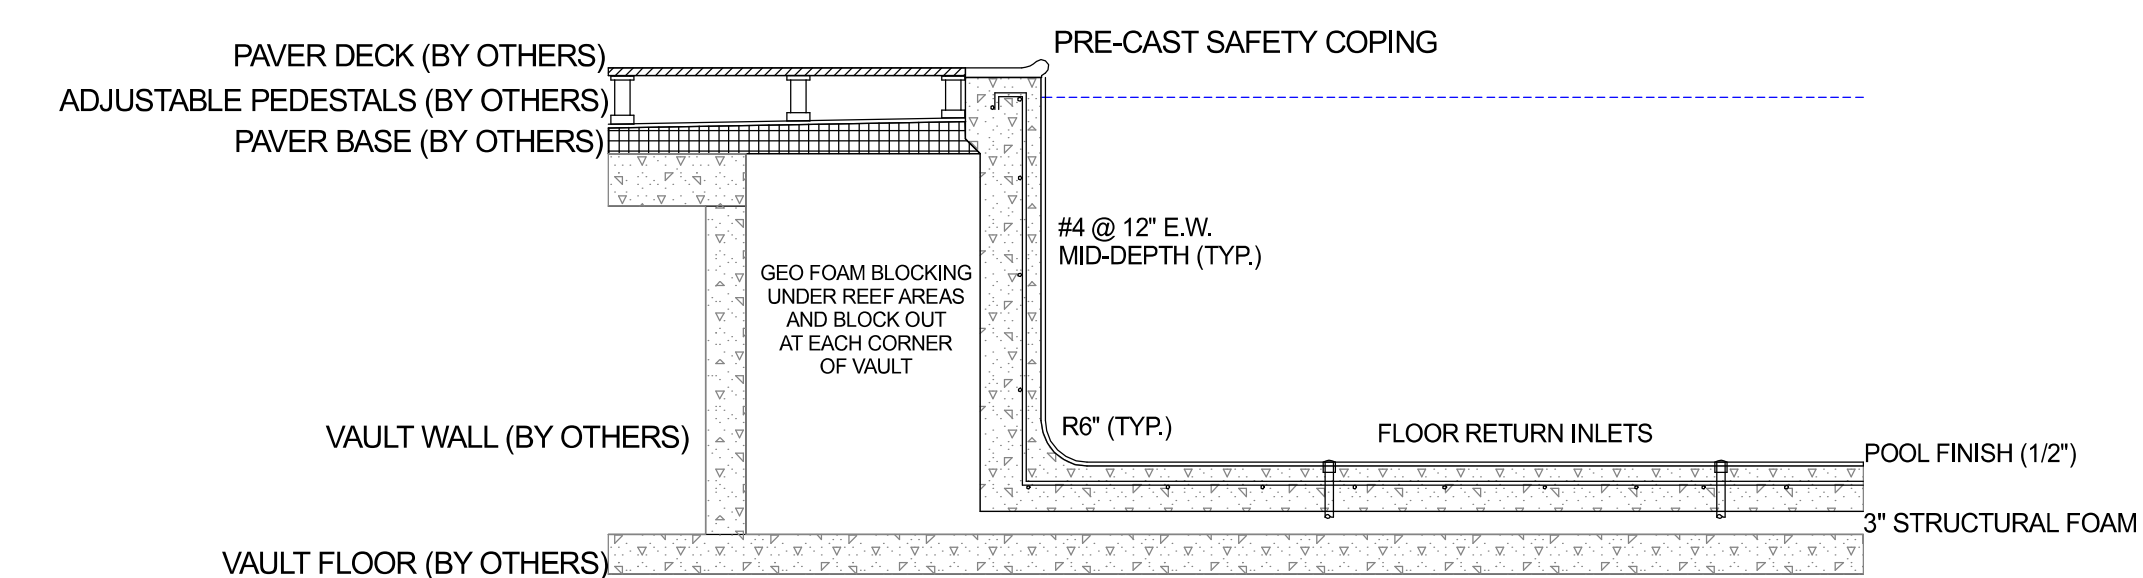 PAVER DECK (BY OTHERS)
PRE-CAST SAFETY COPING
ADJUSTABLE PEDESTALS (BY OTHERS)
PAVER BASE (BY OTHERS)
#4 @ 12" E.W.
MID-DEPTH (TYP.)
GEO FOAM BLOCKING
UNDER REEF AREAS
AND BLOCK OUT
AT EACH CORNER
OF VAULT
VAULT WALL (BY OTHERS)
R6" (TYP.)
FLOOR RETURN INLETS
POOL FINISH (1/2")
3" STRUCTURAL FOAM
VAULT FLOOR (BY OTHERS)